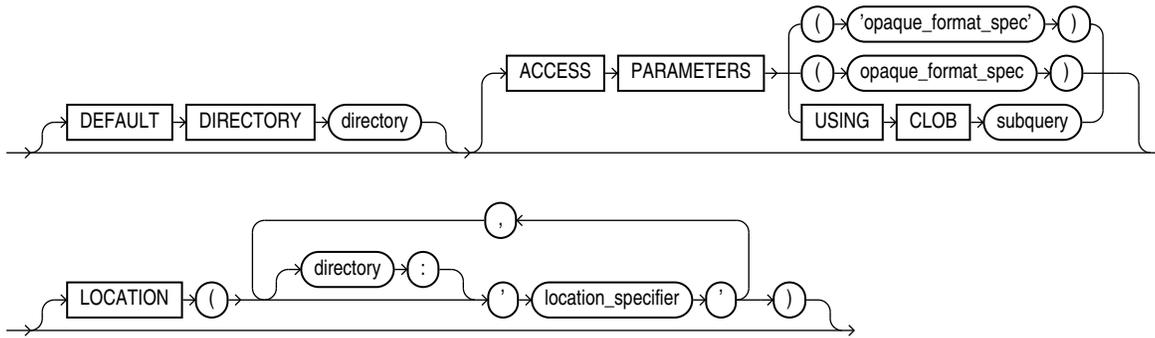 ( 'opaque_format_spec' )
ACCESS PARAMETERS ( opaque_format_spec )
DEFAULT DIRECTORY directory USING CLOB subquery
,
directory :
LOCATION ( ' location_specifier ' )